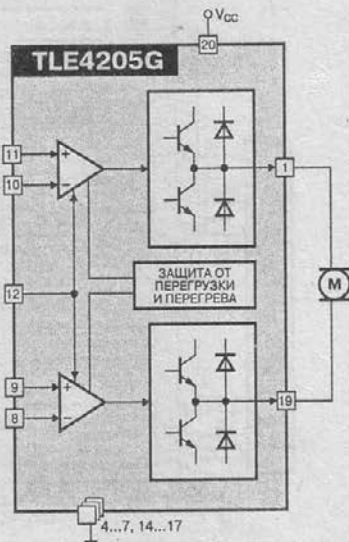 VCC
20
TLE4205G
11
+
10
−
1
12
ЗАЩИТА ОТ
ПЕРЕГРУЗКИ
И ПЕРЕГРЕВА
M
9
+
8
−
19
4...7, 14...17